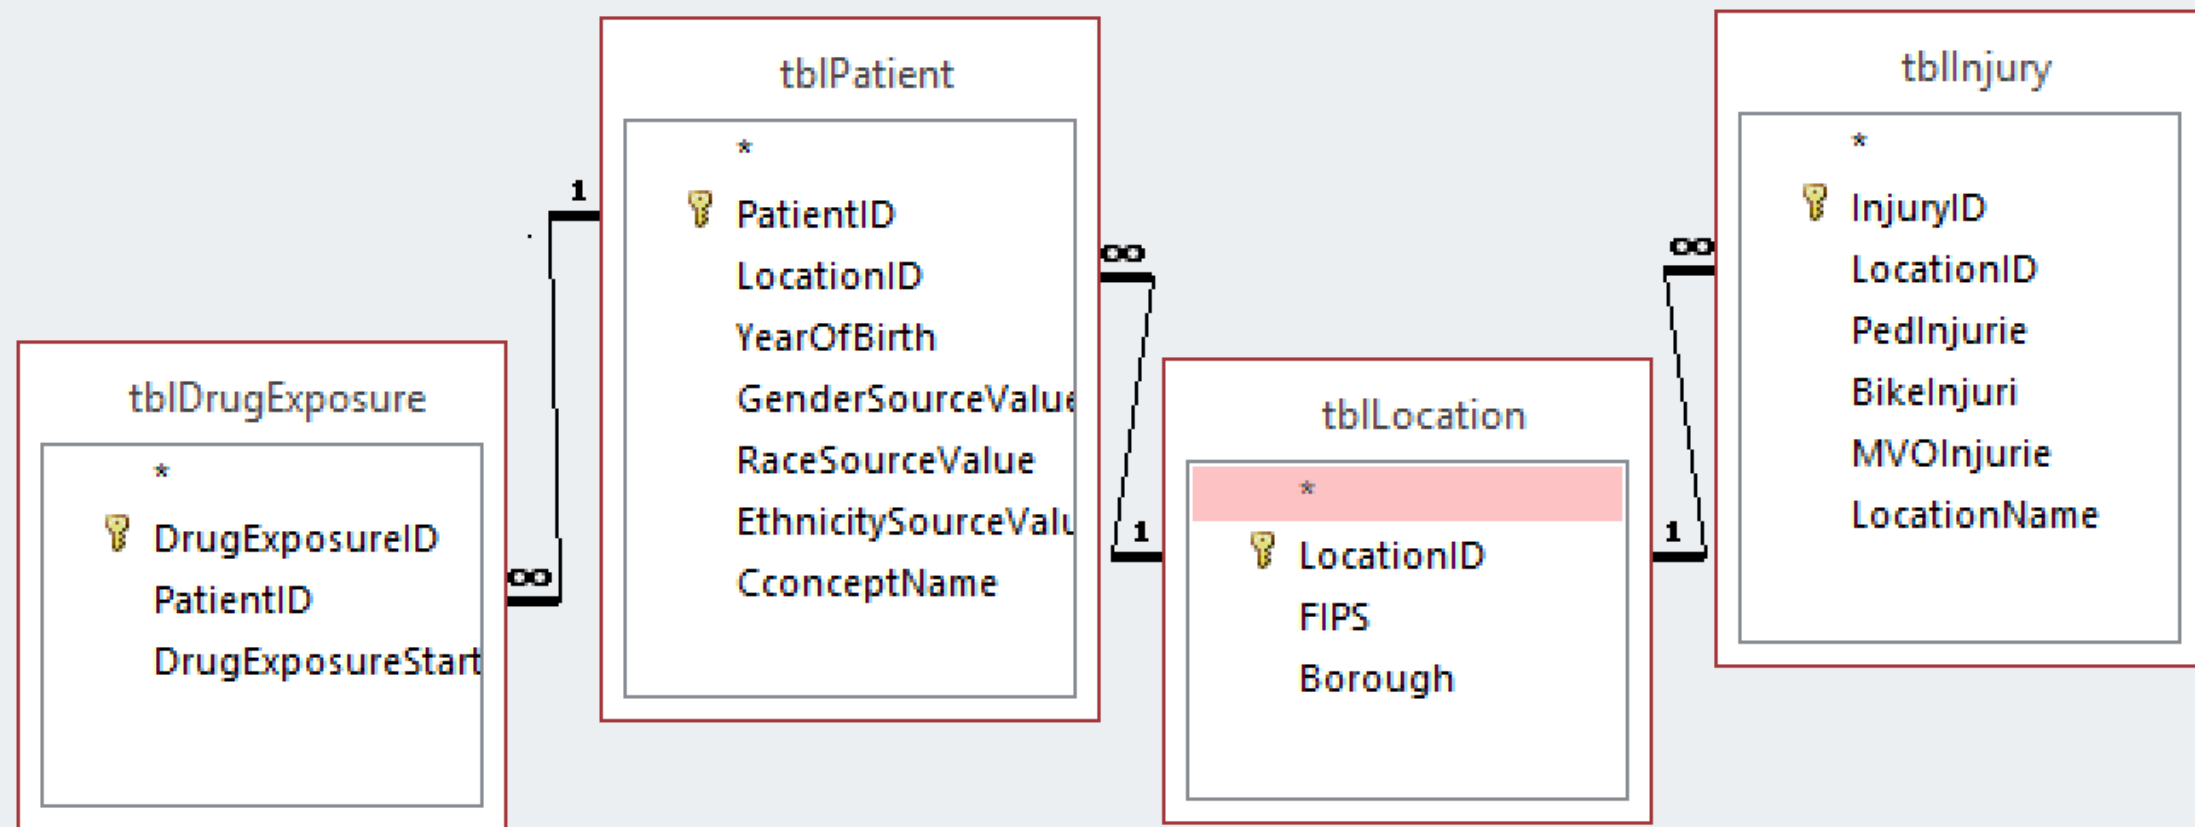 tblDrugExposure
*
DrugExposureID
PatientID
DrugExposureStart
∞
1
tblPatient
*
PatientID
LocationID
YearOfBirth
GenderSourceValue
RaceSourceValue
EthnicitySourceValu
CconceptName
∞
1
tblLocation
*
LocationID
FIPS
Borough
1
∞
tblInjury
*
InjuryID
LocationID
PedInjurie
BikeInjuri
MVOInjurie
LocationName